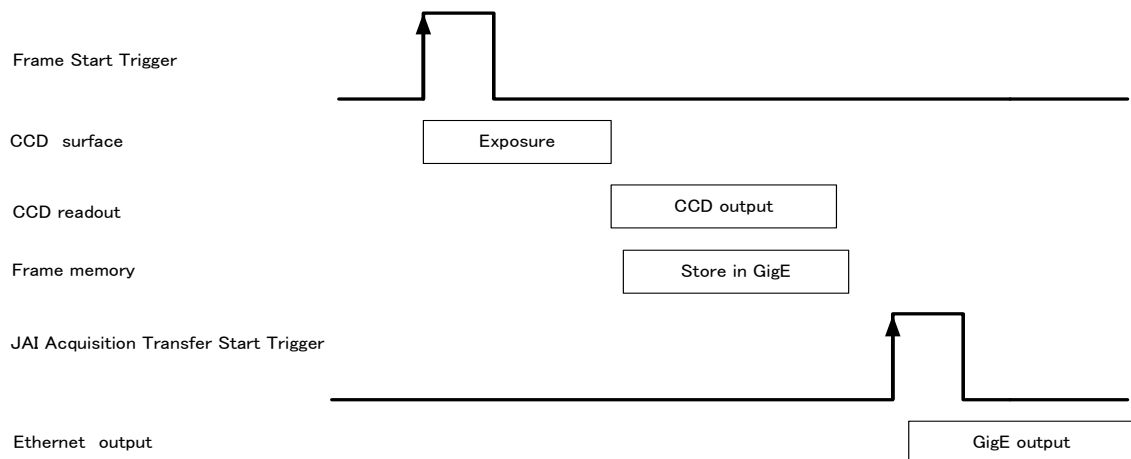 Frame Start Trigger
CCD surface
Exposure
CCD readout
CCD output
Frame memory
Store in GigE
JAI Acquisition Transfer Start Trigger
Ethernet output
GigE output